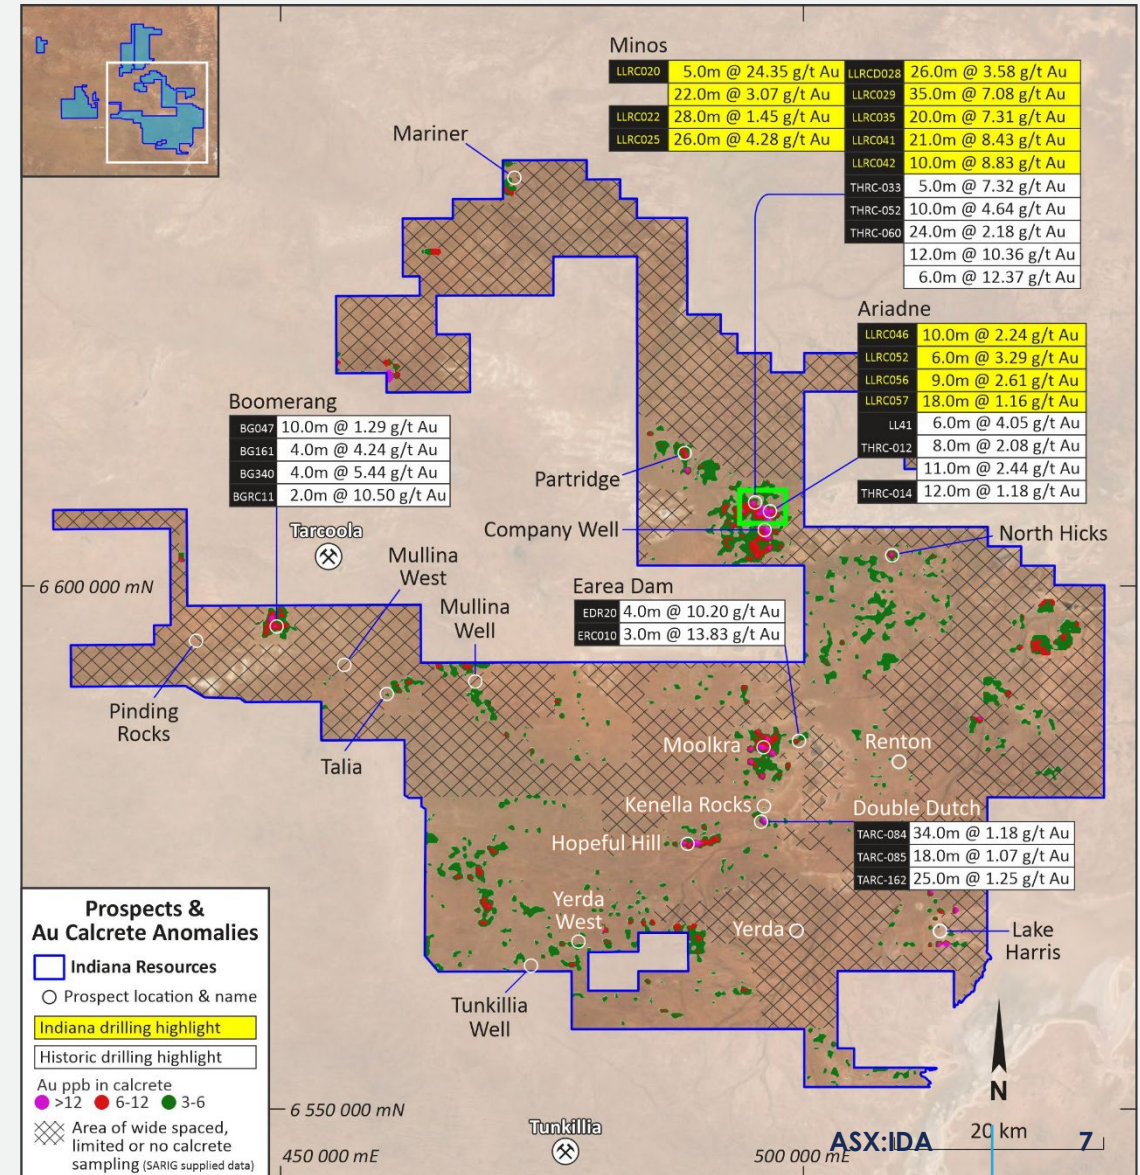 Minos
LLRC020 5.0m @ 24.35 g/t Au
22.0m @ 3.07 g/t Au
LLRC022 28.0m @ 1.45 g/t Au
LLRC025 26.0m @ 4.28 g/t Au
LLRCD028 26.0m @ 3.58 g/t Au
LLRC029 35.0m @ 7.08 g/t Au
LLRC035 20.0m @ 7.31 g/t Au
LLRC041 21.0m @ 8.43 g/t Au
LLRC042 10.0m @ 8.83 g/t Au
THRC-033 5.0m @ 7.32 g/t Au
THRC-052 10.0m @ 4.64 g/t Au
THRC-060 24.0m @ 2.18 g/t Au
12.0m @ 10.36 g/t Au
6.0m @ 12.37 g/t Au
Mariner
Ariadne
LLRC046 10.0m @ 2.24 g/t Au
LLRC052 6.0m @ 3.29 g/t Au
LLRC056 9.0m @ 2.61 g/t Au
LLRC057 18.0m @ 1.16 g/t Au
LL41 6.0m @ 4.05 g/t Au
THRC-012 8.0m @ 2.08 g/t Au
11.0m @ 2.44 g/t Au
THRC-014 12.0m @ 1.18 g/t Au
Boomerang
BG047 10.0m @ 1.29 g/t Au
BG161 4.0m @ 4.24 g/t Au
BG340 4.0m @ 5.44 g/t Au
BGRC11 2.0m @ 10.50 g/t Au
Partridge
Company Well
North Hicks
Tarcoola
Mullina
West
6 600 000 mN
Mullina
Well
Earea Dam
EDR20 4.0m @ 10.20 g/t Au
ERC010 3.0m @ 13.83 g/t Au
Pinding
Rocks
Talia
Moolkra
Renton
Kenella Rocks
Double Dutch
TARC-084 34.0m @ 1.18 g/t Au
TARC-085 18.0m @ 1.07 g/t Au
TARC-162 25.0m @ 1.25 g/t Au
Hopeful Hill
Yerda
West
Yerda
Lake
Harris
Tunkillia
Well
Prospects &
Au Calcrete Anomalies
Indiana Resources
Prospect location & name
Indiana drilling highlight
Historic drilling highlight
Au ppb in calcrete
>12 6-12 3-6
Area of wide spaced,
limited or no calcrete
sampling (SARIG supplied data)
6 550 000 mN
Tunkillia
450 000 mE
500 000 mE
N
20 km
ASX:IDA
7